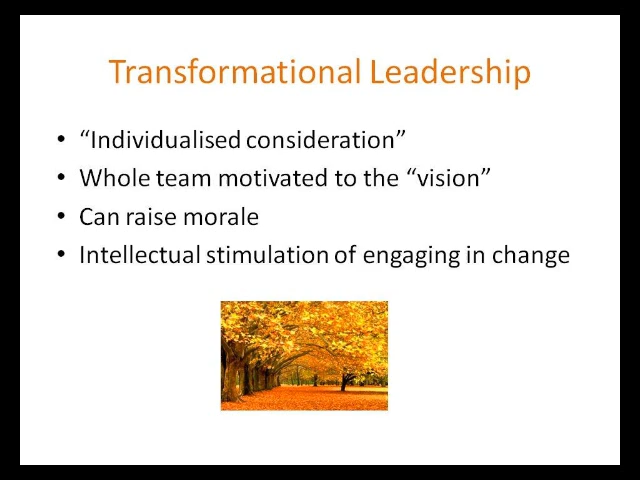 Transformational Leadership
• “Individualised consideration”
• Whole team motivated to the “vision”
• Can raise morale
• Intellectual stimulation of engaging in change